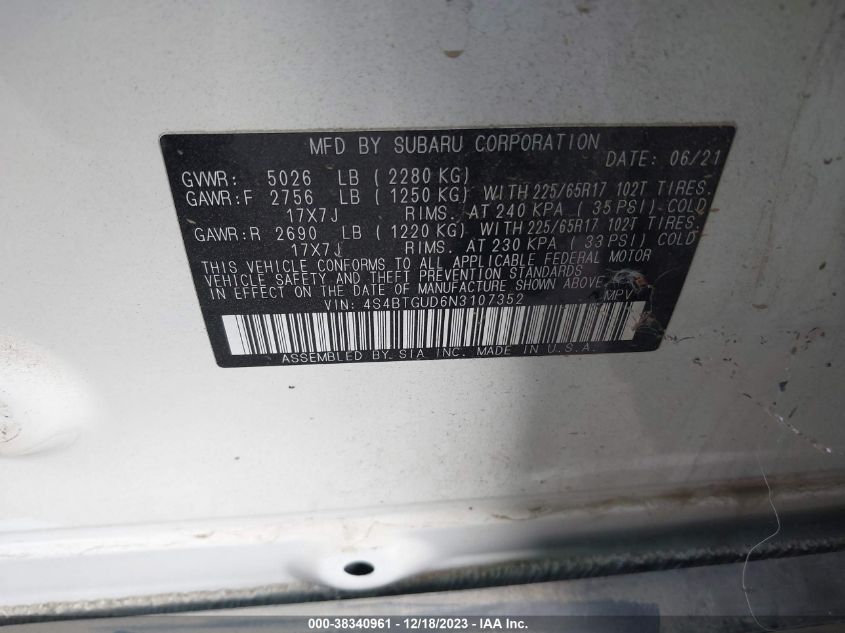 MFD BY SUBARU CORPORATION
DATE: 06/21
GVWR: 5026 LB ( 2280 KG)
GAWR:F 2756 LB ( 1250 KG) WITH 225/65R17 102T TIRES.
17X7J RIMS. AT 240 KPA ( 35 PSI) COLD
GAWR:R 2690 LB ( 1220 KG) WITH 225/65R17 102T TIRES.
17X7J RIMS. AT 230 KPA ( 33 PSI) COLD
THIS VEHICLE CONFORMS TO ALL APPLICABLE FEDERAL MOTOR
VEHICLE SAFETY AND THEFT PREVENTION STANDARDS
IN EFFECT ON THE DATE OF MANUFACTURE SHOWN ABOVE.
VIN: 4S4BTGUD6N3107352 MPV
ASSEMBLED BY SIA INC. MADE IN U.S.A.
000-38340961 - 12/18/2023 - IAA Inc.